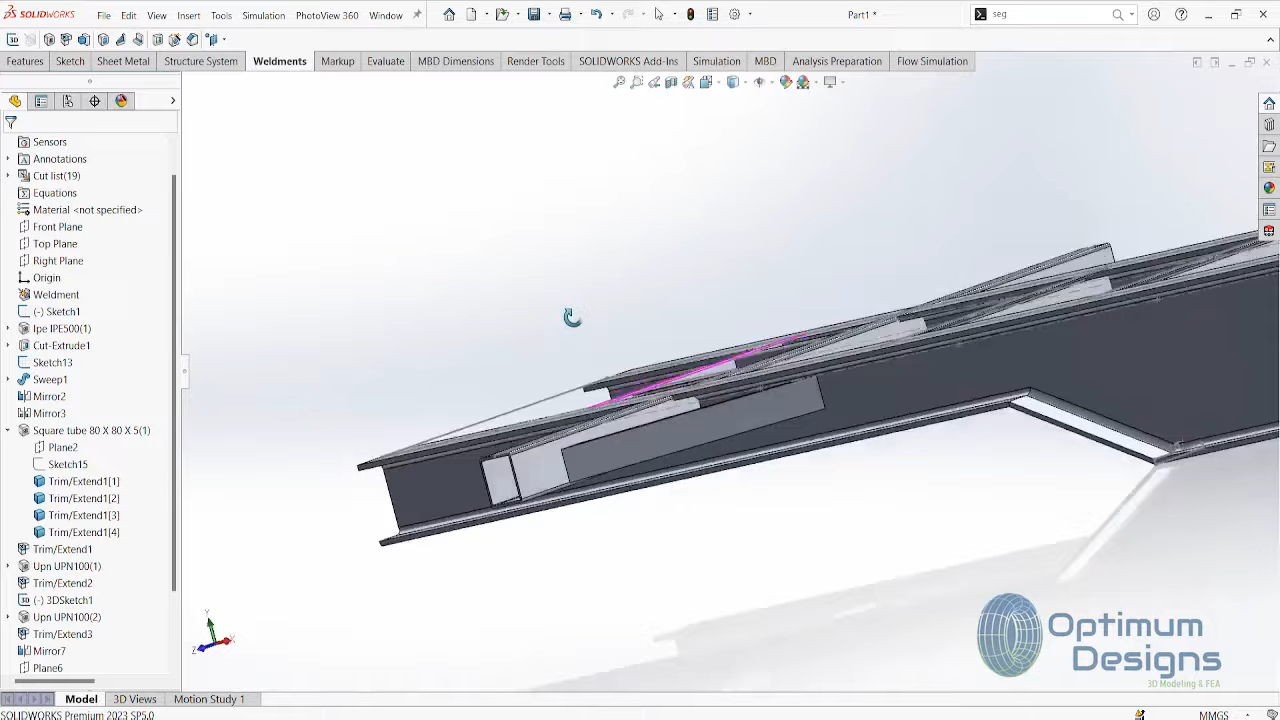 SOLIDWORKS File Edit View Insert Tools Simulation PhotoView 360 Window Part1 * seg
Features Sketch Sheet Metal Structure System Weldments Markup Evaluate MBD Dimensions Render Tools SOLIDWORKS Add-Ins Simulation MBD Analysis Preparation Flow Simulation
Sensors
Annotations
Cut list(19)
Equations
Material <not specified>
Front Plane
Top Plane
Right Plane
Origin
Weldment
(-) Sketch1
Ipe IPE500(1)
Cut-Extrude1
Sketch13
Sweep1
Mirror2
Mirror3
Square tube 80 X 80 X 5(1)
Plane2
Sketch15
Trim/Extend1[1]
Trim/Extend1[2]
Trim/Extend1[3]
Trim/Extend1[4]
Trim/Extend1
Upn UPN100(1)
Trim/Extend2
(-) 3DSketch1
Upn UPN100(2)
Trim/Extend3
Mirror7
Plane6
Y
X
Z
Optimum
Designs
3D Modeling & FEA
Model 3D Views Motion Study 1
SOLIDWORKS Premium 2023 SP5.0 MMGS